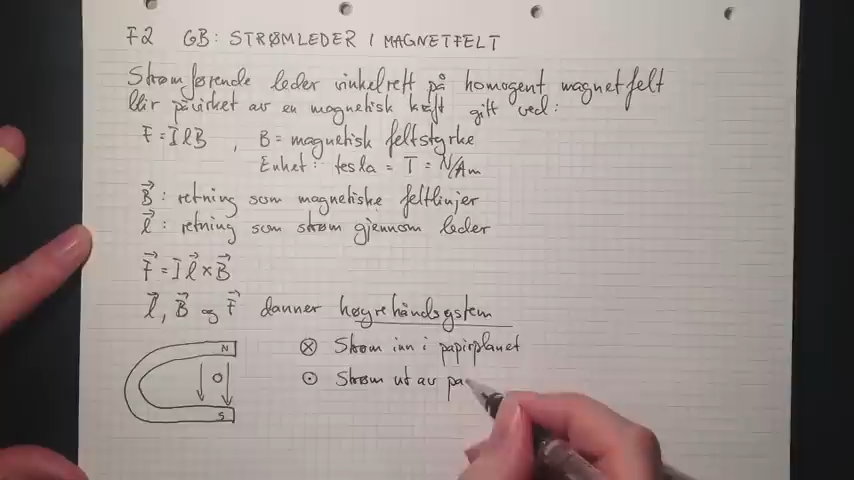 F2 6B: STRØMLEDER I MAGNETFELT
Strømførende leder vinkelrett på homogent magnetfelt
blir påvirket av en magnetisk kraft gitt ved:
F = IlB , B = magnetisk feltstyrke
Enhet: tesla = T = N/Am
B⃗ : retning som magnetiske feltlinjer
l⃗ : retning som strøm gjennom leder
F⃗ = I l⃗ × B⃗
l⃗, B⃗ og F⃗ danner høyrehåndsystem
N
⊗ Strøm inn i papirplanet
⊙ Strøm ut av pa
S